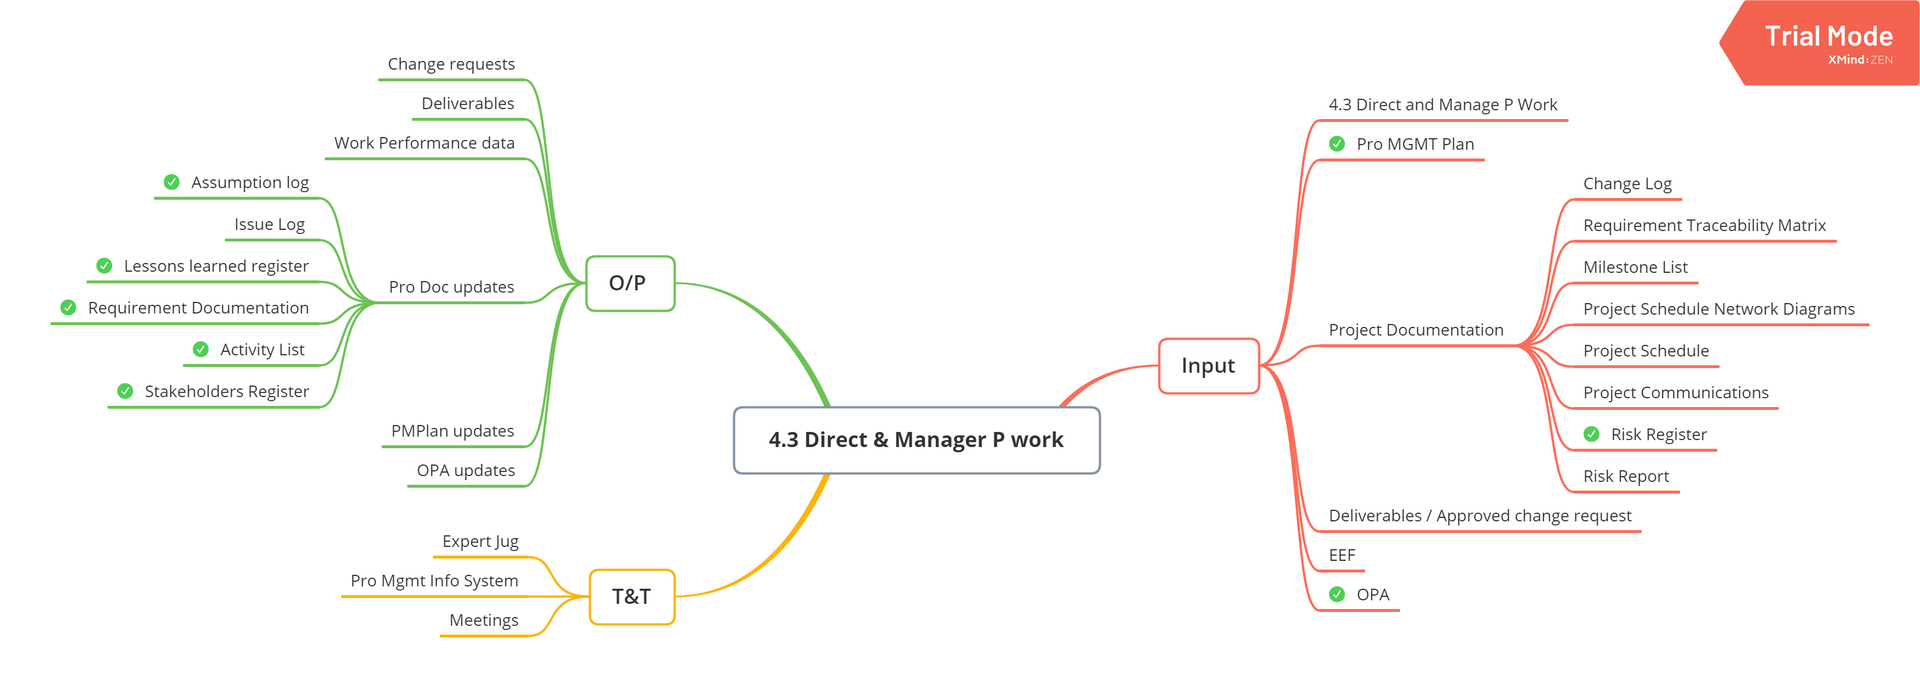 Trial Mode
XMind:ZEN
Change requests
Deliverables
Work Performance data
Assumption log
Issue Log
Lessons learned register
Requirement Documentation
Activity List
Stakeholders Register
Pro Doc updates
PMPlan updates
OPA updates
O/P
Expert Jug
Pro Mgmt Info System
Meetings
T&T
4.3 Direct & Manager P work
Input
4.3 Direct and Manage P Work
Pro MGMT Plan
Project Documentation
Change Log
Requirement Traceability Matrix
Milestone List
Project Schedule Network Diagrams
Project Schedule
Project Communications
Risk Register
Risk Report
Deliverables / Approved change request
EEF
OPA